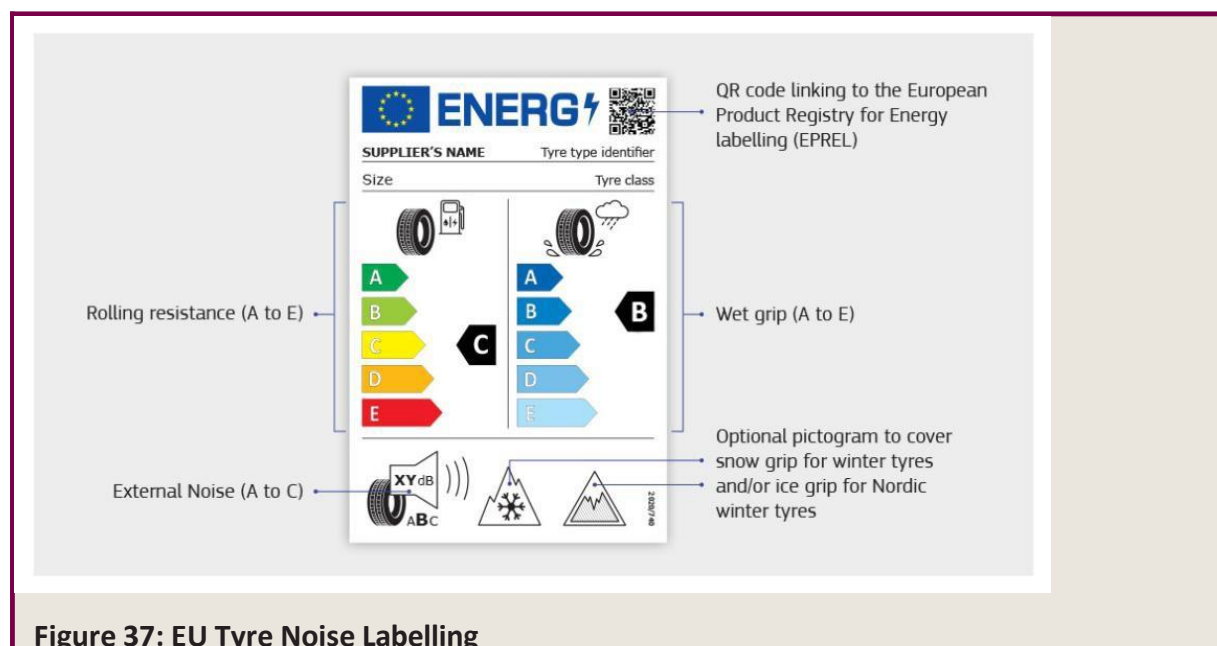 ENERG
SUPPLIER'S NAME Tyre type identifier
Size Tyre class
A
B
C
D
E
C
A
B
C
D
E
B
XYdB
ABC
2020/740
QR code linking to the European
Product Registry for Energy
labelling (EPREL)
Rolling resistance (A to E)
Wet grip (A to E)
External Noise (A to C)
Optional pictogram to cover
snow grip for winter tyres
and/or ice grip for Nordic
winter tyres
Figure 37: EU Tyre Noise Labelling